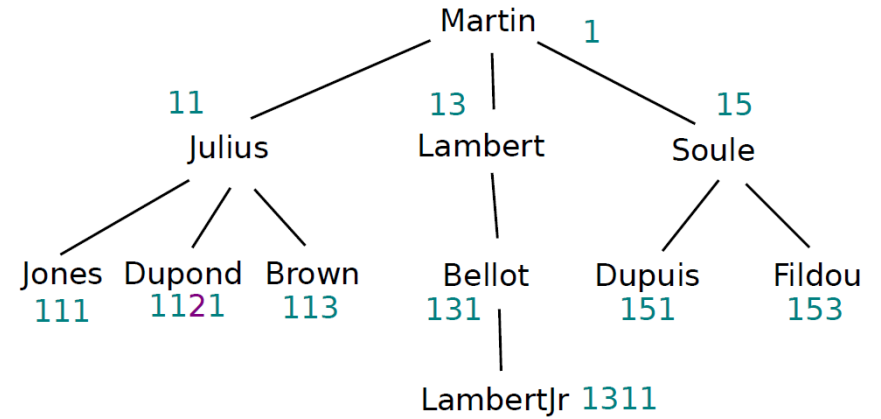 Martin 1
11 13 15
Julius Lambert Soule
Jones Dupond Brown Bellot Dupuis Fildou
111 1121 113 131 151 153
LambertJr 1311